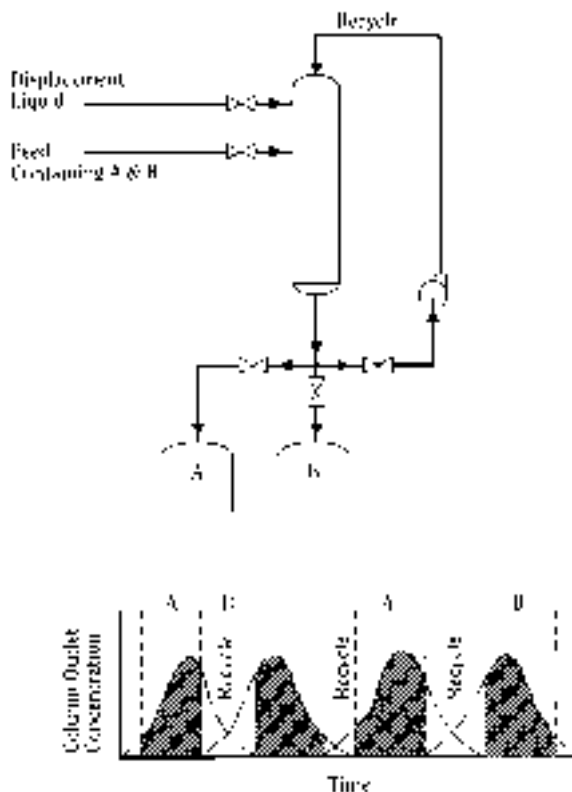 Recycle
Displacement
Liquid
Feed
Containing A & B
A
B
A
B
A
B
Recycle
Recycle
Recycle
Column Outlet
Concentration
Time